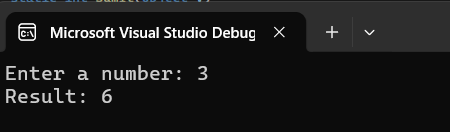 Microsoft Visual Studio Debug
Enter a number: 3
Result: 6